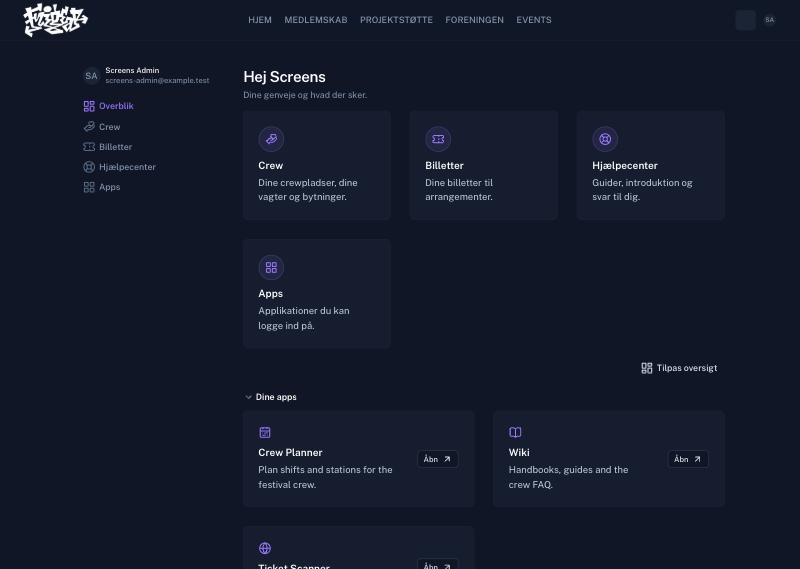 HJEM MEDLEMSKAB PROJEKTSTØTTE FORENINGEN EVENTS
SA
SA
Screens Admin
screens-admin@example.test
Overblik
Crew
Billetter
Hjælpecenter
Apps
Hej Screens
Dine genveje og hvad der sker.
Crew
Dine crewpladser, dine
vagter og bytninger.
Billetter
Dine billetter til
arrangementer.
Hjælpecenter
Guider, introduktion og
svar til dig.
Apps
Applikationer du kan
logge ind på.
Tilpas oversigt
Dine apps
Crew Planner
Plan shifts and stations for the
festival crew.
Åbn
Wiki
Handbooks, guides and the
crew FAQ.
Åbn
Ticket Scanner
Åbn